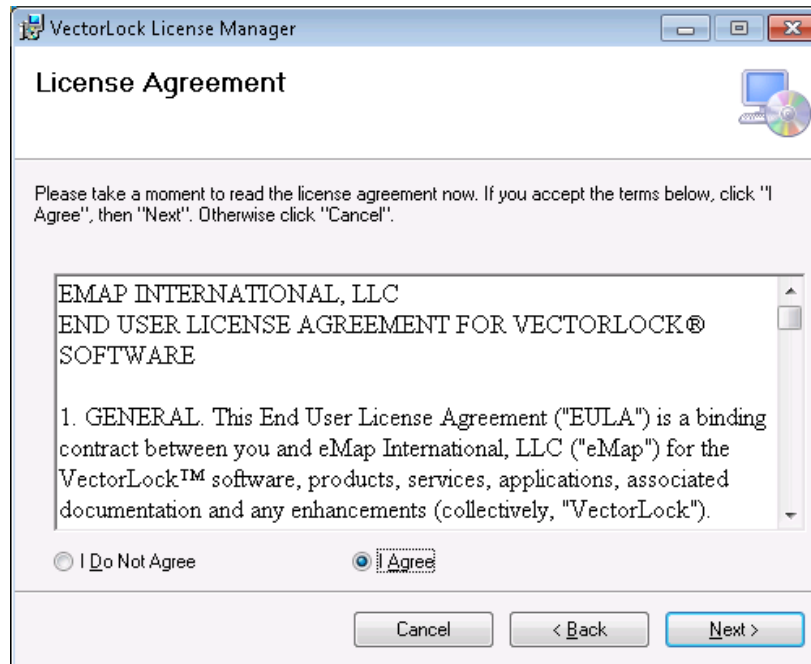 VectorLock License Manager
License Agreement
Please take a moment to read the license agreement now. If you accept the terms below, click "I
Agree", then "Next". Otherwise click "Cancel".
EMAP INTERNATIONAL, LLC
END USER LICENSE AGREEMENT FOR VECTORLOCK®
SOFTWARE
1. GENERAL. This End User License Agreement ("EULA") is a binding
contract between you and eMap International, LLC ("eMap") for the
VectorLock™ software, products, services, applications, associated
documentation and any enhancements (collectively, "VectorLock").
I Do Not Agree
I Agree
Cancel
< Back
Next >